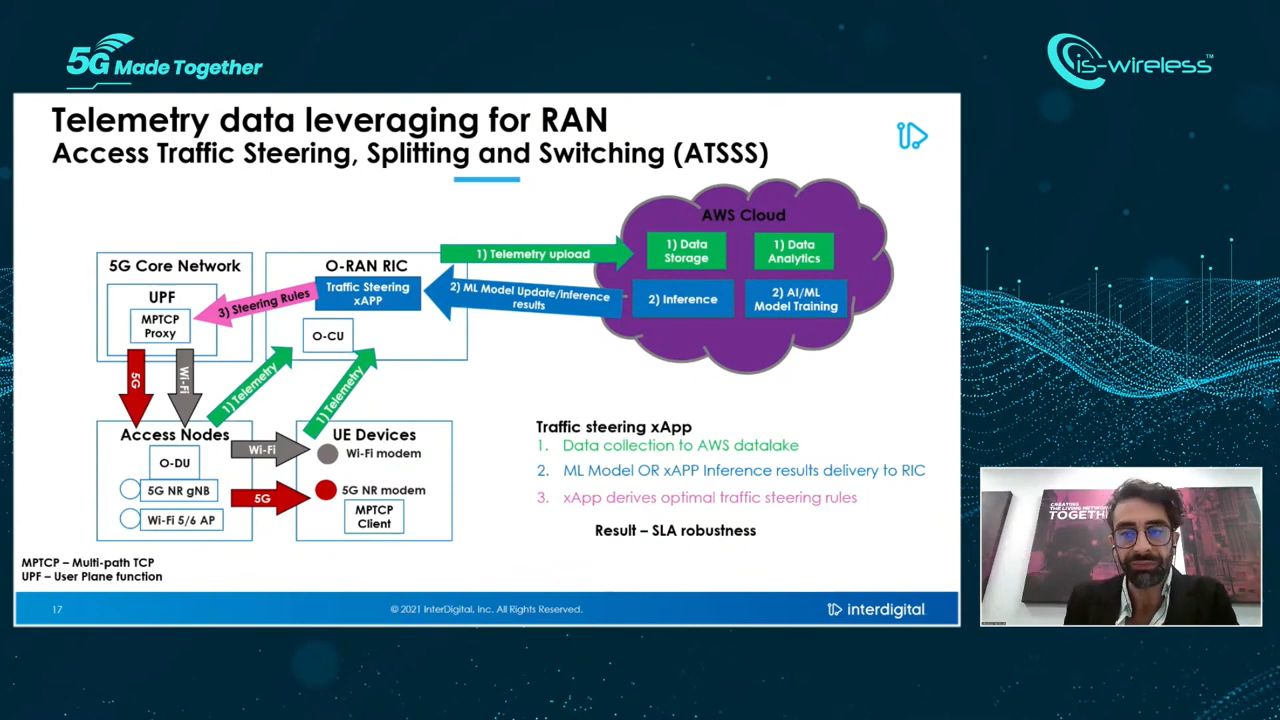 5G Made Together
is-wireless™
Telemetry data leveraging for RAN
Access Traffic Steering, Splitting and Switching (ATSSS)
AWS Cloud
1) Data
Storage
1) Data
Analytics
2) Inference
2) AI/ML
Model Training
1) Telemetry upload
2) ML Model Update/inference
results
5G Core Network
UPF
MPTCP
Proxy
O-RAN RIC
Traffic Steering
xAPP
3) Steering Rules
O-CU
5G
Wi-Fi
1) Telemetry
1) Telemetry
Access Nodes
O-DU
5G NR gNB
Wi-Fi 5/6 AP
Wi-Fi
5G
UE Devices
Wi-Fi modem
5G NR modem
MPTCP
Client
Traffic steering xApp
1. Data collection to AWS datalake
2. ML Model OR xAPP Inference results delivery to RIC
3. xApp derives optimal traffic steering rules
Result – SLA robustness
MPTCP – Multi-path TCP
UPF – User Plane function
17
© 2021 InterDigital, Inc. All Rights Reserved.
interdigital
CREATING
THE LIVING NETWORK
TOGETHER